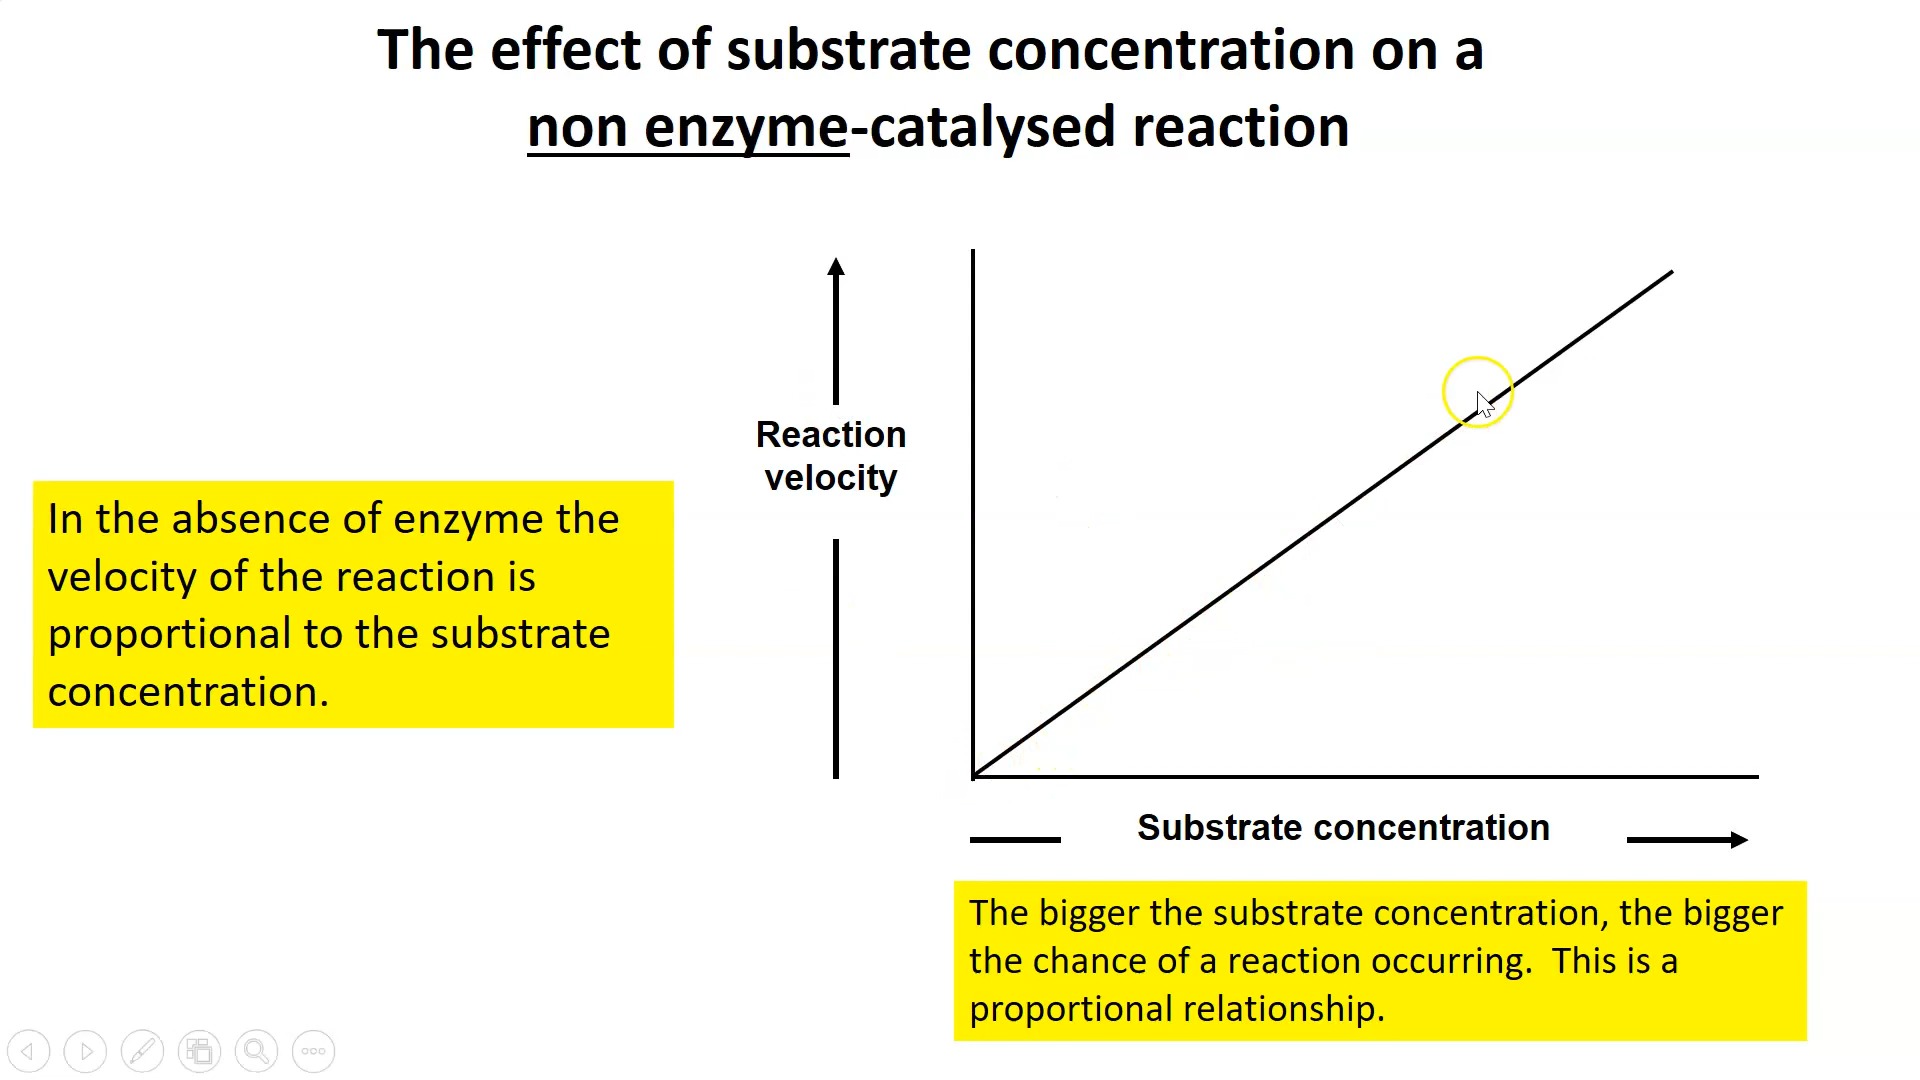 The effect of substrate concentration on a
non enzyme-catalysed reaction
Reaction
velocity
In the absence of enzyme the
velocity of the reaction is
proportional to the substrate
concentration.
Substrate concentration
The bigger the substrate concentration, the bigger
the chance of a reaction occurring.  This is a
proportional relationship.